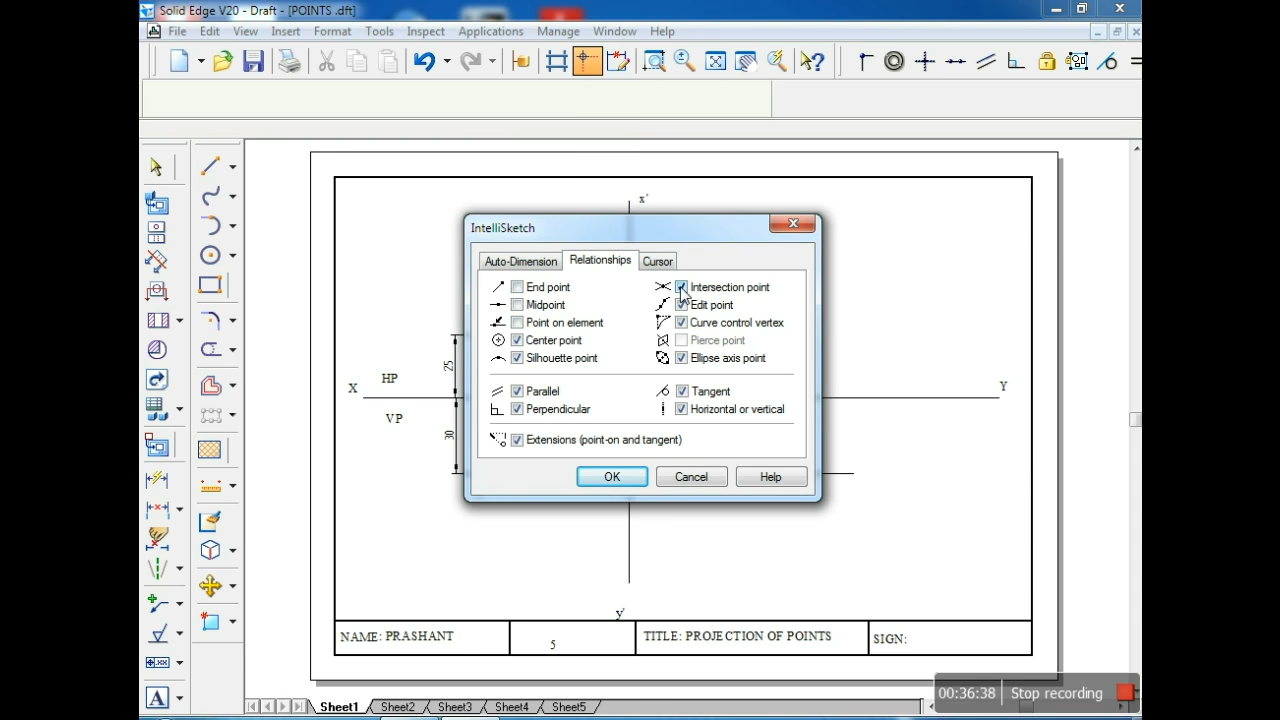 Solid Edge V20 - Draft - [POINTS .dft]
File Edit View Insert Format Tools Inspect Applications Manage Window Help
x'
IntelliSketch
Auto-Dimension Relationships Cursor
End point Intersection point
Midpoint Edit point
Point on element Curve control vertex
Center point Pierce point
Silhouette point Ellipse axis point
Parallel Tangent
Perpendicular Horizontal or vertical
Extensions (point-on and tangent)
OK Cancel Help
25
HP
X
Y
VP
30
y'
NAME: PRASHANT
5
TITLE: PROJECTION OF POINTS
SIGN:
A
Sheet1 Sheet2 Sheet3 Sheet4 Sheet5
00:36:38 Stop recording